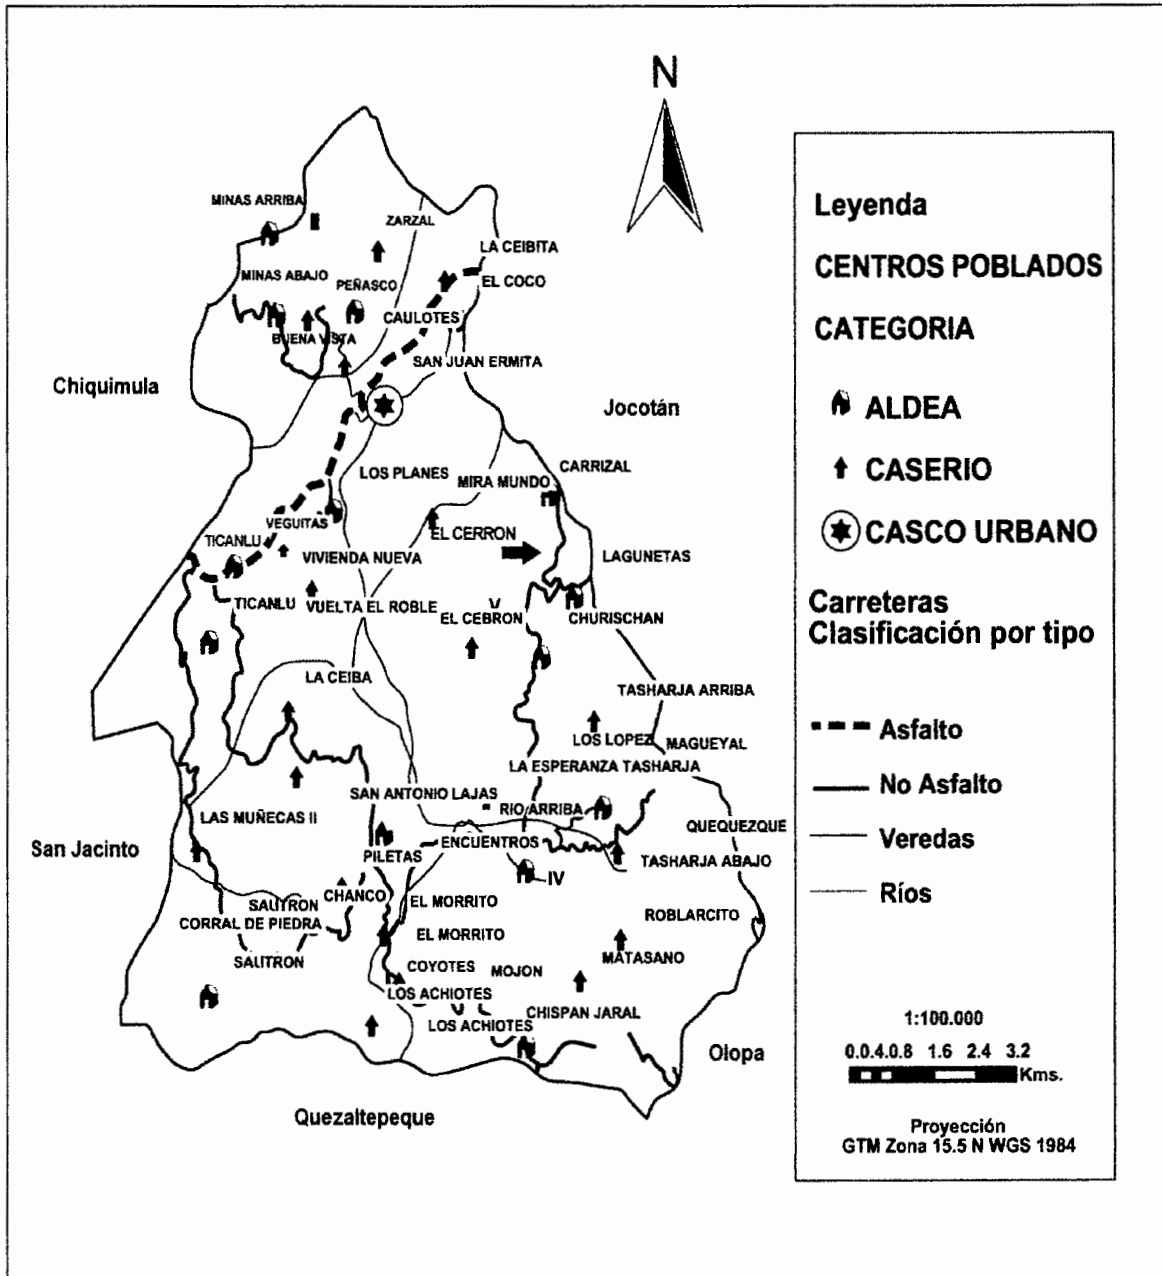 N
MINAS ARRIBA
ZARZAL
LA CEIBITA
MINAS ABAJO
PEÑASCO
EL COCO
CAULOTES
BUENA VISTA
SAN JUAN ERMITA
Chiquimula
Jocotán
LOS PLANES
MIRA MUNDO
CARRIZAL
VEGUITAS
EL CERRON
TICANLU
VIVIENDA NUEVA
LAGUNETAS
TICANLU
VUELTA EL ROBLE
V
EL CEBRON
CHURISCHAN
LA CEIBA
TASHARJA ARRIBA
LOS LOPEZ
MAGUEYAL
LA ESPERANZA TASHARJA
SAN ANTONIO LAJAS
RIO ARRIBA
LAS MUÑECAS II
QUEQUEZQUE
San Jacinto
PILETAS
ENCUENTROS
TASHARJA ABAJO
IV
CHANCO
EL MORRITO
SAUTRON
CORRAL DE PIEDRA
ROBLARCITO
EL MORRITO
SAUTRON
MATASANO
COYOTES
MOJON
LOS ACHIOTES
CHISPAN JARAL
LOS ACHIOTES
Olopa
Quezaltepeque
Leyenda
CENTROS POBLADOS
CATEGORIA
ALDEA
CASERIO
CASCO URBANO
Carreteras
Clasificación por tipo
Asfalto
No Asfalto
Veredas
Ríos
1:100.000
0.0.4.0.8 1.6 2.4 3.2
Kms.
Proyección
GTM Zona 15.5 N WGS 1984